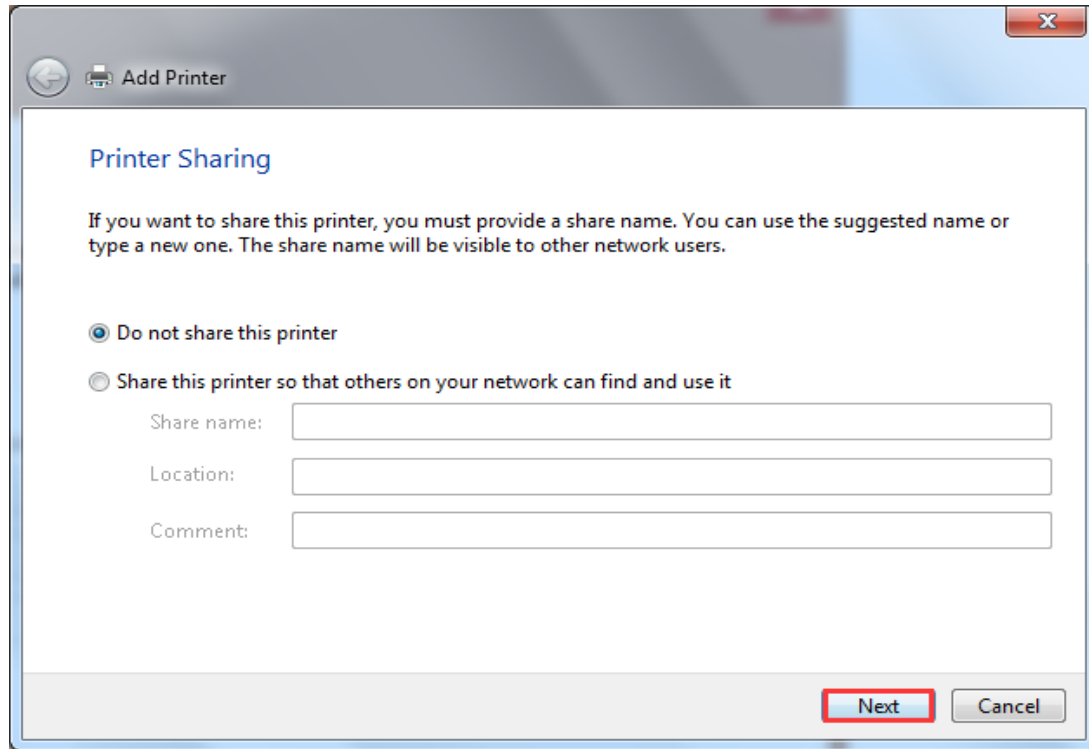 Add Printer
Printer Sharing
If you want to share this printer, you must provide a share name. You can use the suggested name or
type a new one. The share name will be visible to other network users.
Do not share this printer
Share this printer so that others on your network can find and use it
Share name:
Location:
Comment:
Next Cancel